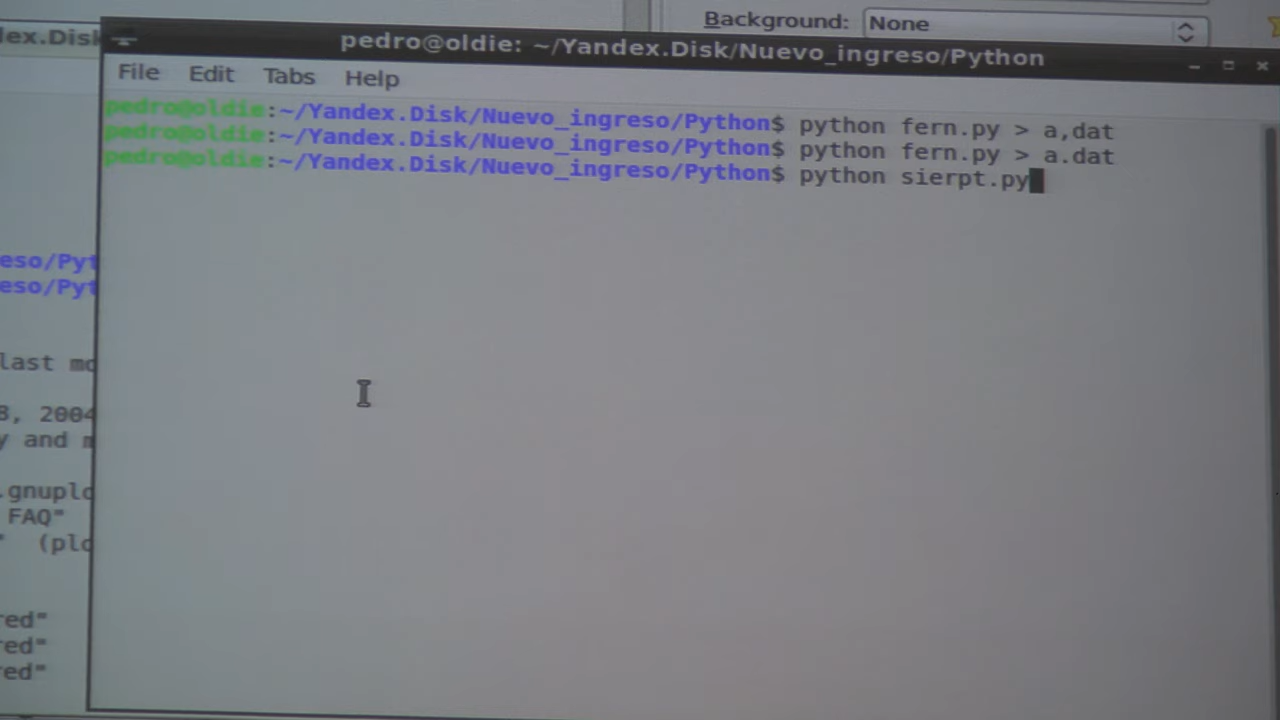 Background: None
pedro@oldie: ~/Yandex.Disk/Nuevo_ingreso/Python
File Edit Tabs Help
pedro@oldie:~/Yandex.Disk/Nuevo_ingreso/Python$ python fern.py > a,dat
pedro@oldie:~/Yandex.Disk/Nuevo_ingreso/Python$ python fern.py > a.dat
pedro@oldie:~/Yandex.Disk/Nuevo_ingreso/Python$ python sierpt.py
ex.Disk
eso/Pyt
eso/Pyt
last mo
8, 2004
y and m
.gnuplo
FAQ"
" (plo
red"
red"
red"